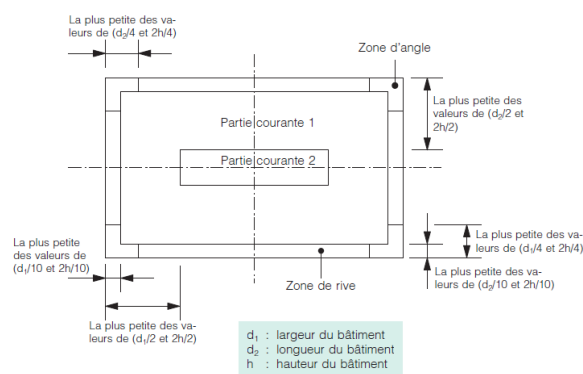 La plus petite des va-
leurs de (d₂/4 et 2h/4)
Zone d'angle
La plus petite des
valeurs de (d₂/2 et
2h/2)
Partie courante 1
Partie courante 2
La plus petite
des valeurs de
(d₁/10 et 2h/10)
La plus petite des va-
leurs de (d₁/4 et 2h/4)
La plus petite des va-
leurs de (d₂/10 et 2h/10)
Zone de rive
La plus petite des va-
leurs de (d₁/2 et 2h/2)
d₁ : largeur du bâtiment
d₂ : longueur du bâtiment
h : hauteur du bâtiment